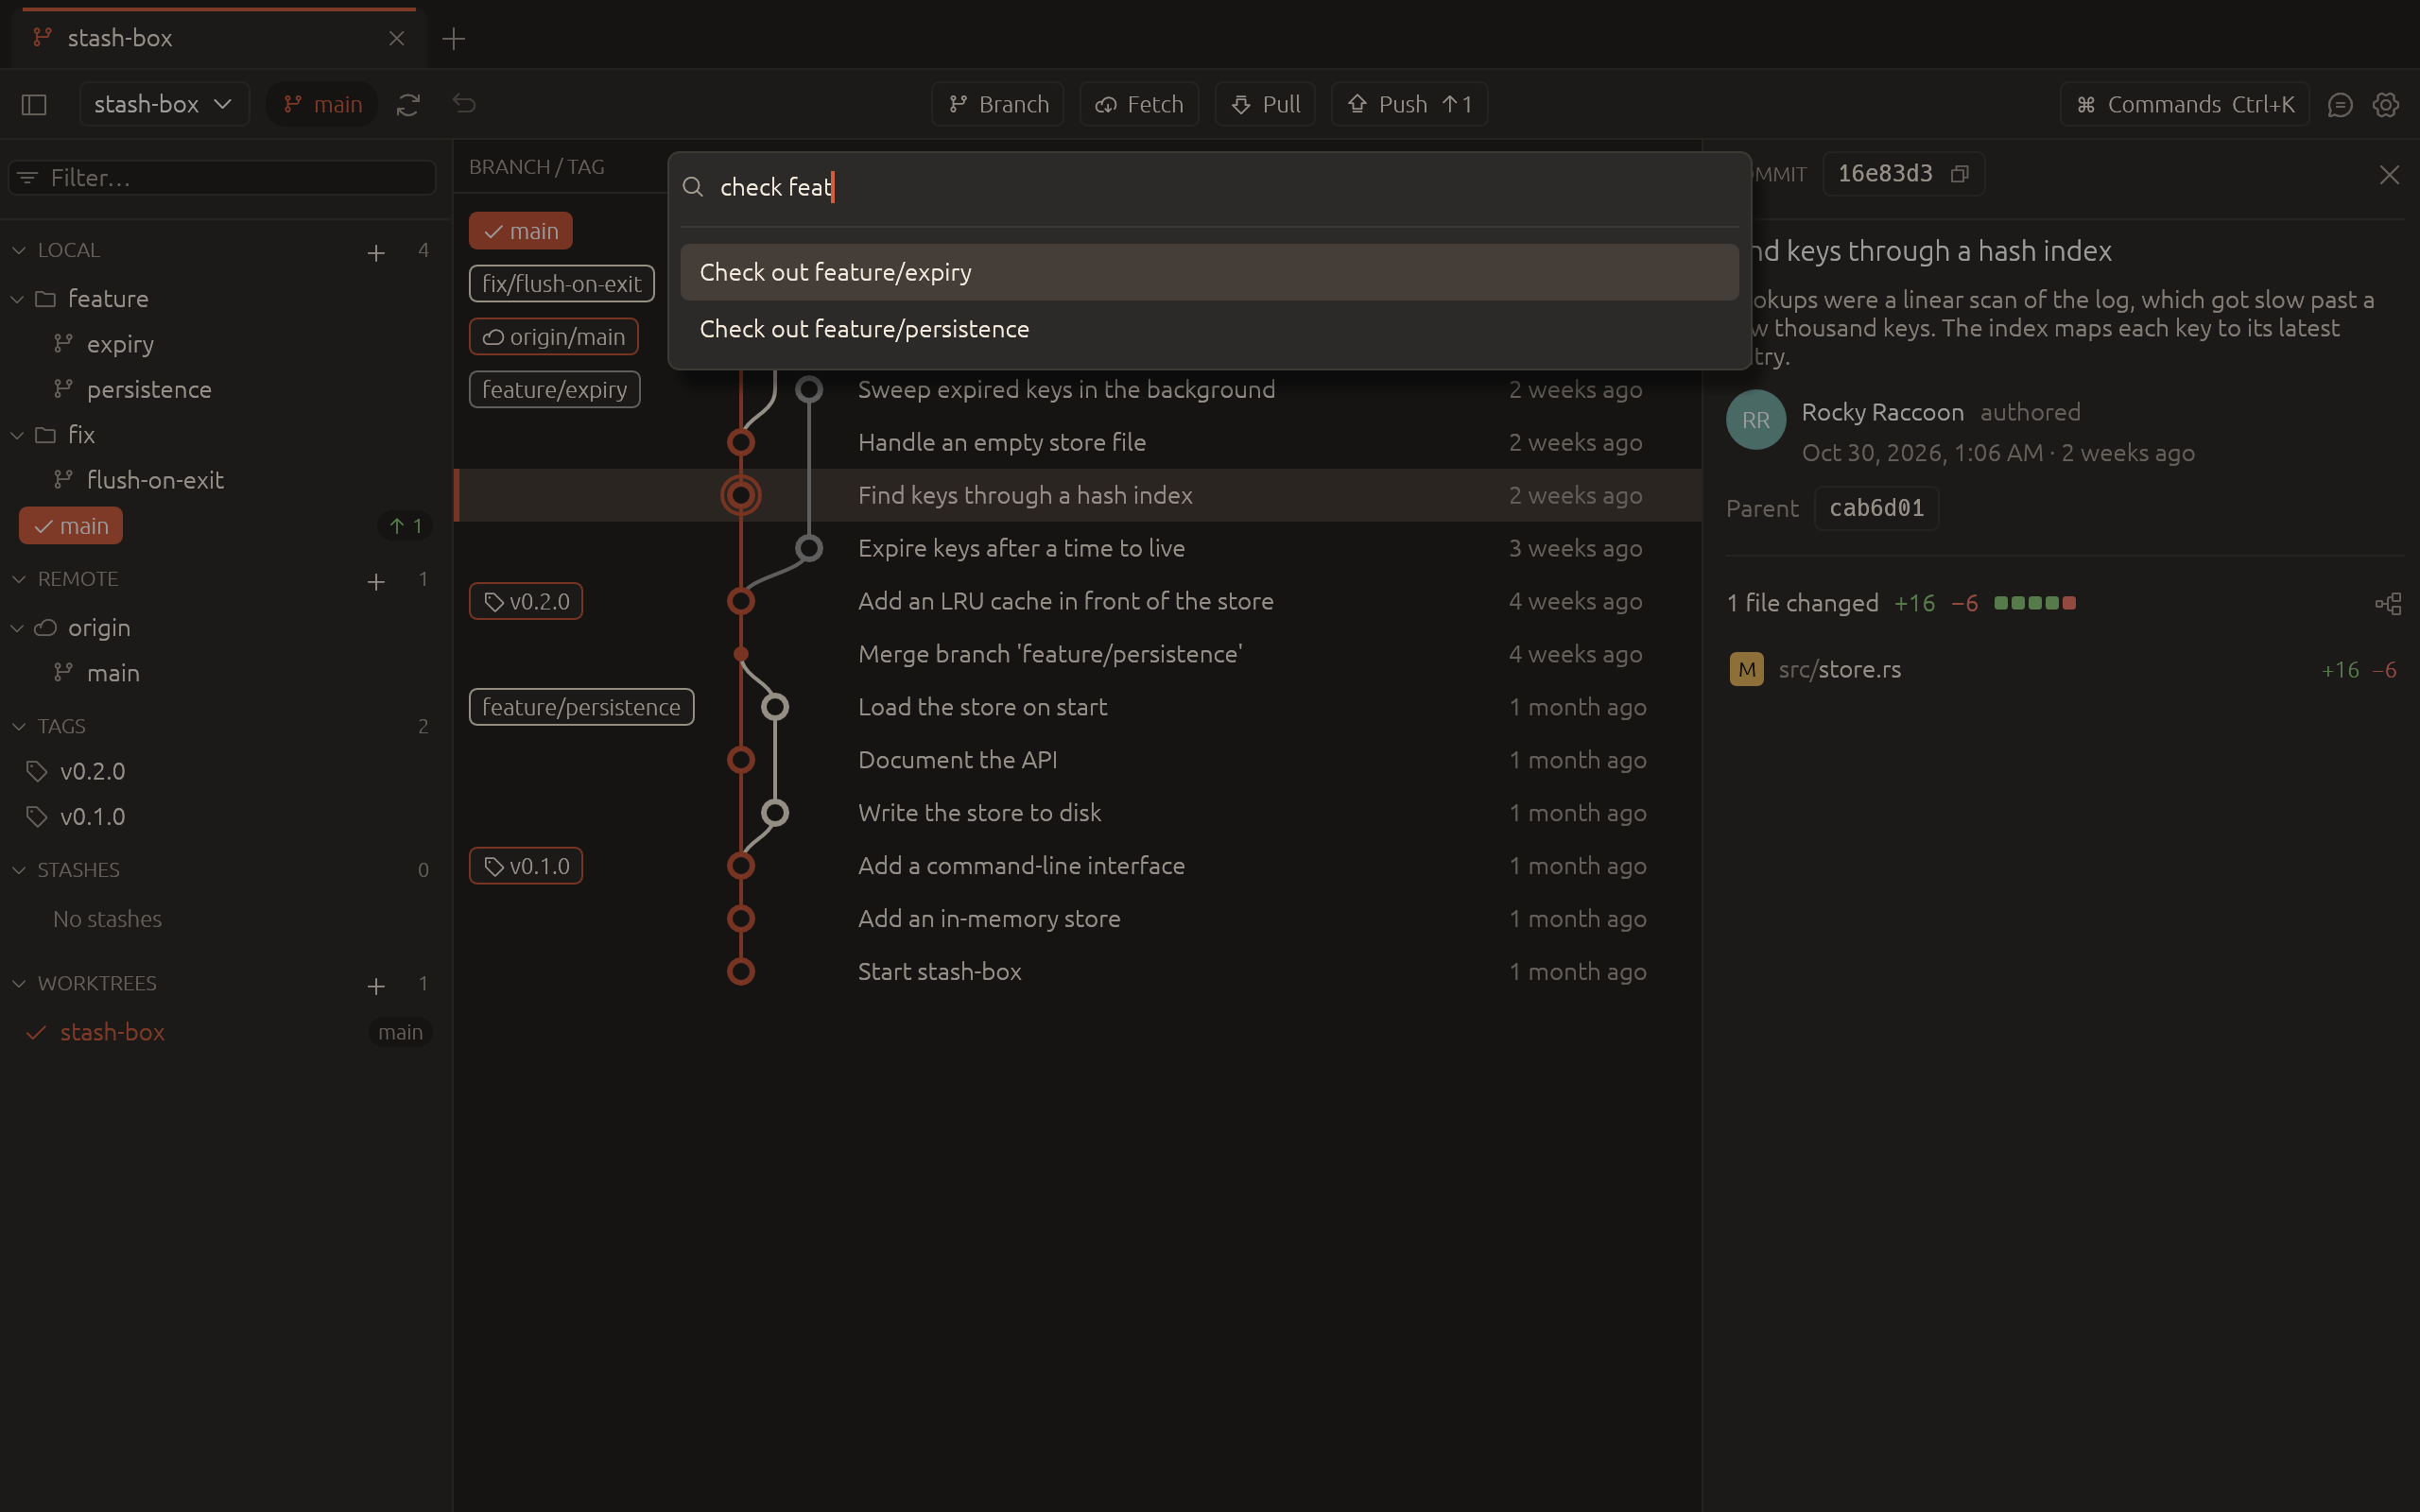 stash-box
stash-box
main
Branch
Fetch
Pull
Push ↑1
⌘ Commands Ctrl+K
Filter…
LOCAL 4
feature
expiry
persistence
fix
flush-on-exit
main ↑ 1
REMOTE 1
origin
main
TAGS 2
v0.2.0
v0.1.0
STASHES 0
No stashes
WORKTREES 1
stash-box main
BRANCH / TAG
check feat
Check out feature/expiry
Check out feature/persistence
main
fix/flush-on-exit
origin/main
feature/expiry Sweep expired keys in the background 2 weeks ago
Handle an empty store file 2 weeks ago
Find keys through a hash index 2 weeks ago
Expire keys after a time to live 3 weeks ago
v0.2.0 Add an LRU cache in front of the store 4 weeks ago
Merge branch 'feature/persistence' 4 weeks ago
feature/persistence Load the store on start 1 month ago
Document the API 1 month ago
Write the store to disk 1 month ago
v0.1.0 Add a command-line interface 1 month ago
Add an in-memory store 1 month ago
Start stash-box 1 month ago
16e83d3
keys through a hash index
were a linear scan of the log, which got slow past a
thousand keys. The index maps each key to its latest
RR Rocky Raccoon authored
Oct 30, 2026, 1:06 AM · 2 weeks ago
Parent cab6d01
1 file changed +16 −6
M src/store.rs +16 −6